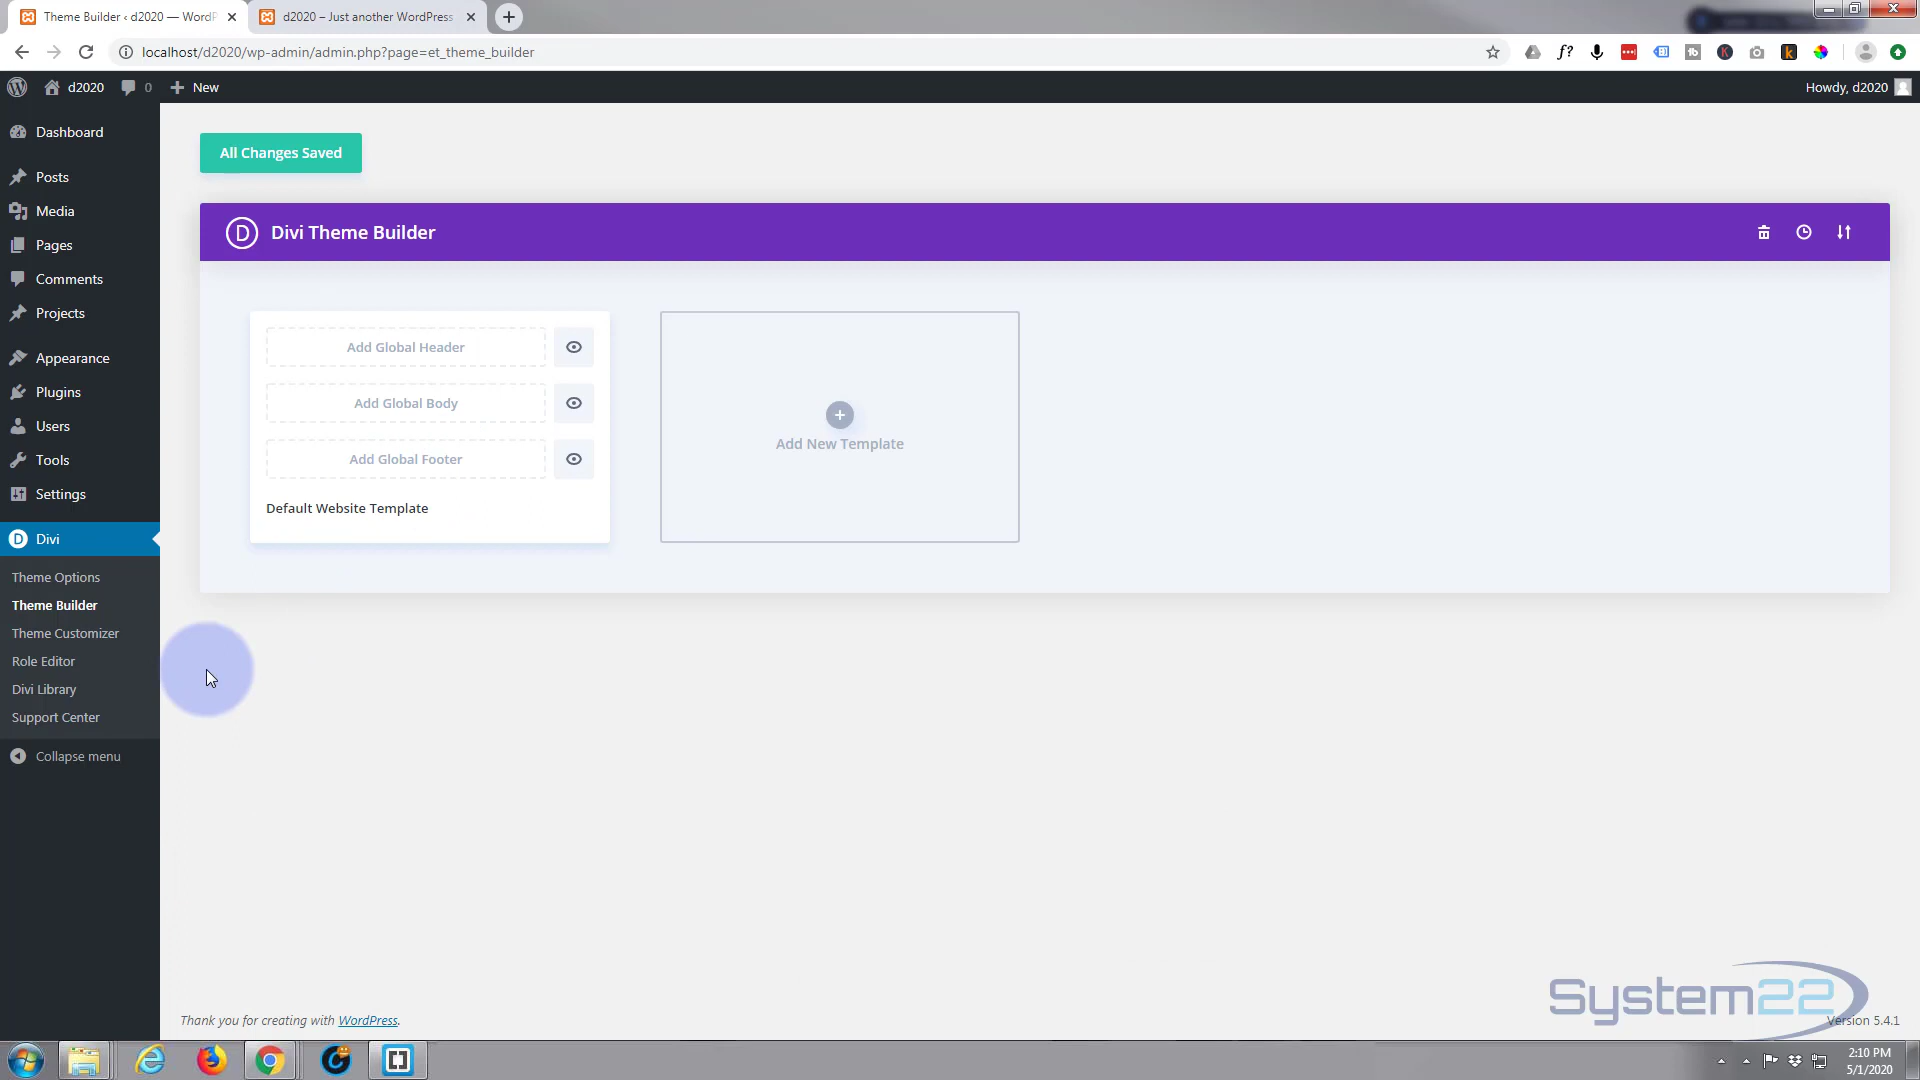 Theme Builder ‹ d2020 — WordP
d2020 – Just another WordPress
localhost/d2020/wp-admin/admin.php?page=et_theme_builder
d2020
0
New
Howdy, d2020
Dashboard
Posts
Media
Pages
Comments
Projects
Appearance
Plugins
Users
Tools
Settings
Divi
Theme Options
Theme Builder
Theme Customizer
Role Editor
Divi Library
Support Center
Collapse menu
All Changes Saved
Divi Theme Builder
Add Global Header
Add Global Body
Add Global Footer
Default Website Template
Add New Template
Thank you for creating with WordPress.
System22
Version 5.4.1
2:10 PM
5/1/2020